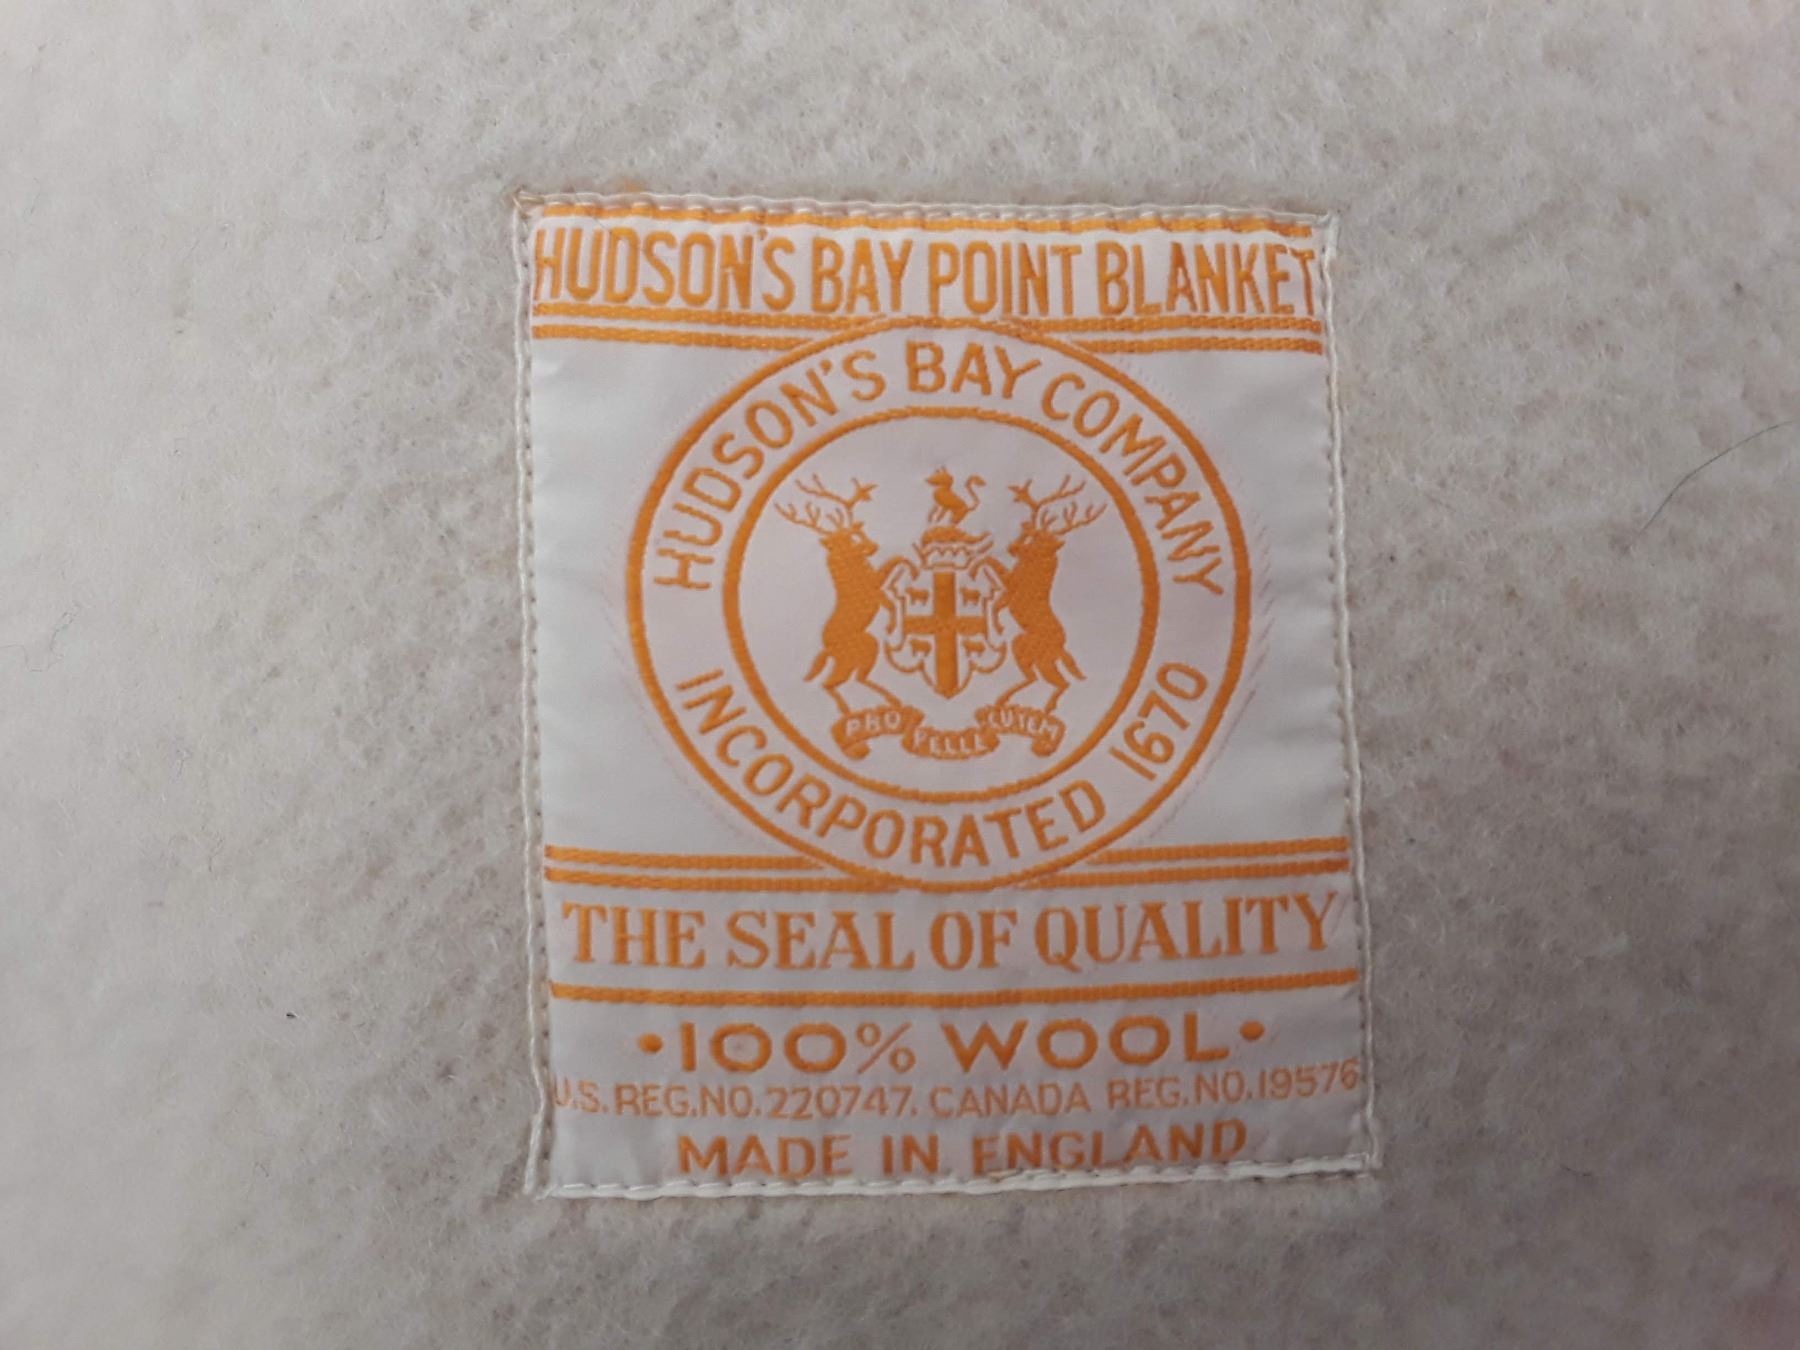 HUDSON'S BAY POINT BLANKET
HUDSON'S BAY COMPANY
INCORPORATED 1670
PRO PELLE CUTEM
THE SEAL OF QUALITY
•100% WOOL•
U.S. REG.NO.220747. CANADA REG.NO.19576
MADE IN ENGLAND